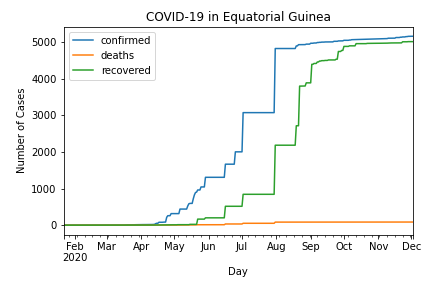 COVID-19 in Equatorial Guinea
confirmed
deaths
recovered
Number of Cases
5000
4000
3000
2000
1000
0
Feb Mar Apr May Jun Jul Aug Sep Oct Nov Dec
2020
Day